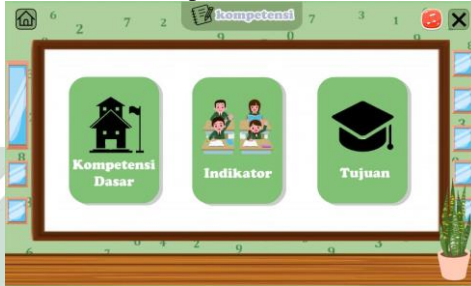 kompetensi
Kompetensi
Dasar
Indikator
Tujuan